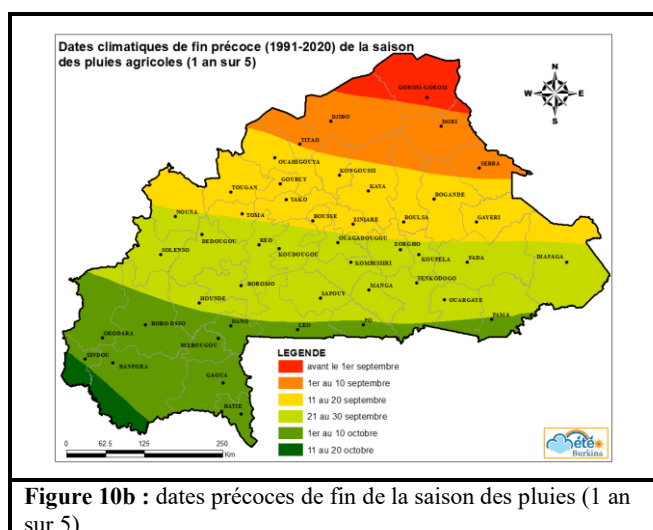 Dates climatiques de fin précoce (1991-2020) de la saison
des pluies agricoles (1 an sur 5)
N
W E
S
GOROM-GOROM
DJIBO
DORI
TITAO
OUAHIGOUYA
SEBBA
KONGOUSSI
GOURCY
KAYA
TOUGAN
YAKO
BOGANDE
NOUNA
TOMA
BOUSSE
ZINIARE
BOULSA
GAYERI
DEDOUGOU
REO
OUAGADOUGOU
ZORGHO
SOLENSO
KOUDOUGOU
KOMBISSIRI
KOUPELA
FADA
DIAPAGA
BOROMO
TENKODOGO
HOUNDE
SAPOUY
MANGA
OUARGAYE
BOBO-DSSO
DANO
LEO
PO
PAMA
ORODARA
DIEBOUGOU
SINDOU
BANFORA
GAOUA
BATIE
LEGENDE
avant le 1er septembre
1er au 10 septembre
11 au 20 septembre
21 au 30 septembre
1er au 10 octobre
11 au 20 octobre
0 62.5 125 250
Km
été
Burkina
Figure 10b : dates précoces de fin de la saison des pluies (1 an
sur 5)